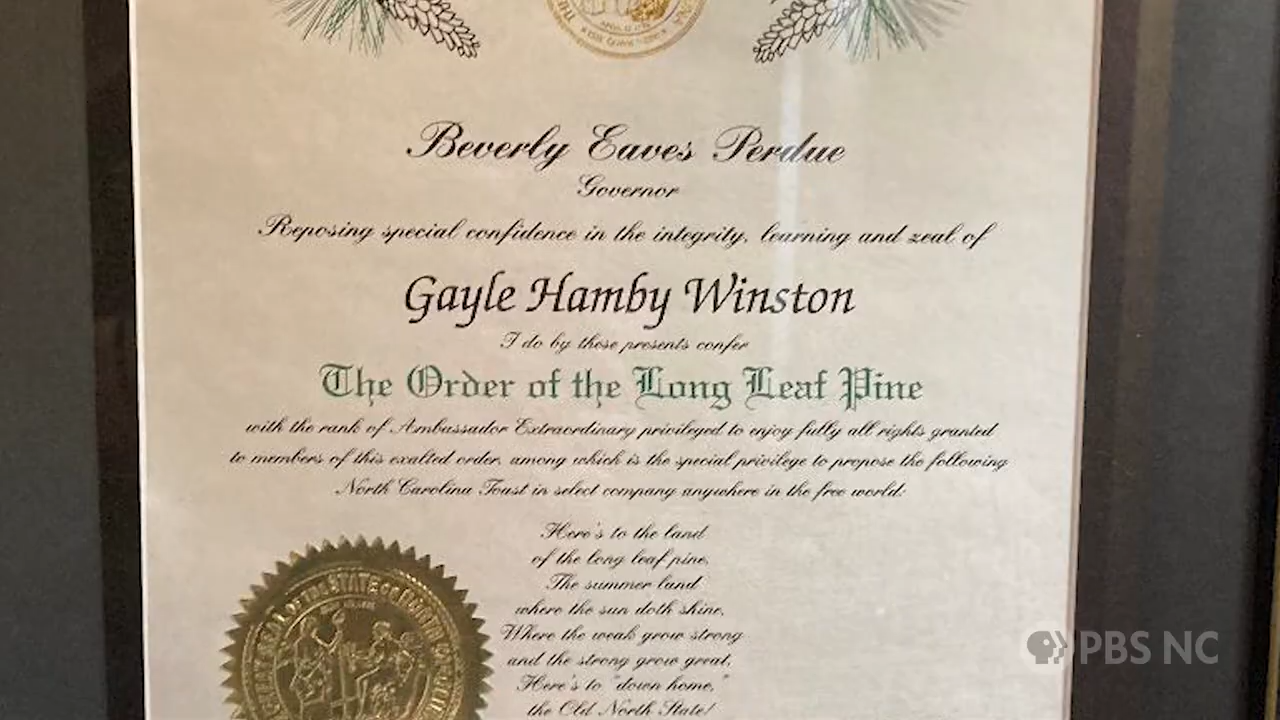 Beverly Eaves Perdue
Governor
Reposing special confidence in the integrity, learning and zeal of
Gayle Hamby Winston
I do by these presents confer
The Order of the Long Leaf Pine
with the rank of Ambassador Extraordinary privileged to enjoy fully all rights granted
to members of this exalted order, among which is the special privilege to propose the following
North Carolina Toast in select company anywhere in the free world:
Here's to the land
of the long leaf pine,
The summer land
where the sun doth shine,
Where the weak grow strong
and the strong grow great,
Here's to "down home,"
the Old North State!
SEAL OF THE STATE OF
PBS NC